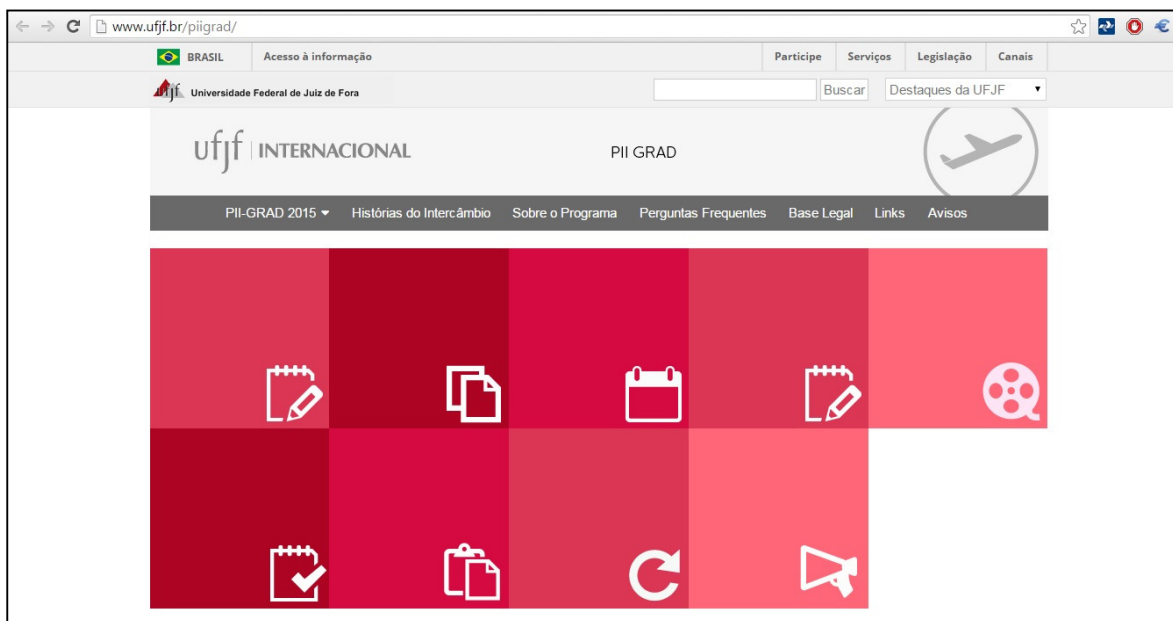 www.ufjf.br/piigrad/
BRASIL Acesso à informação Participe Serviços Legislação Canais
ufjf Universidade Federal de Juiz de Fora Buscar Destaques da UFJF
ufjf INTERNACIONAL PII GRAD
PII-GRAD 2015 Histórias do Intercâmbio Sobre o Programa Perguntas Frequentes Base Legal Links Avisos